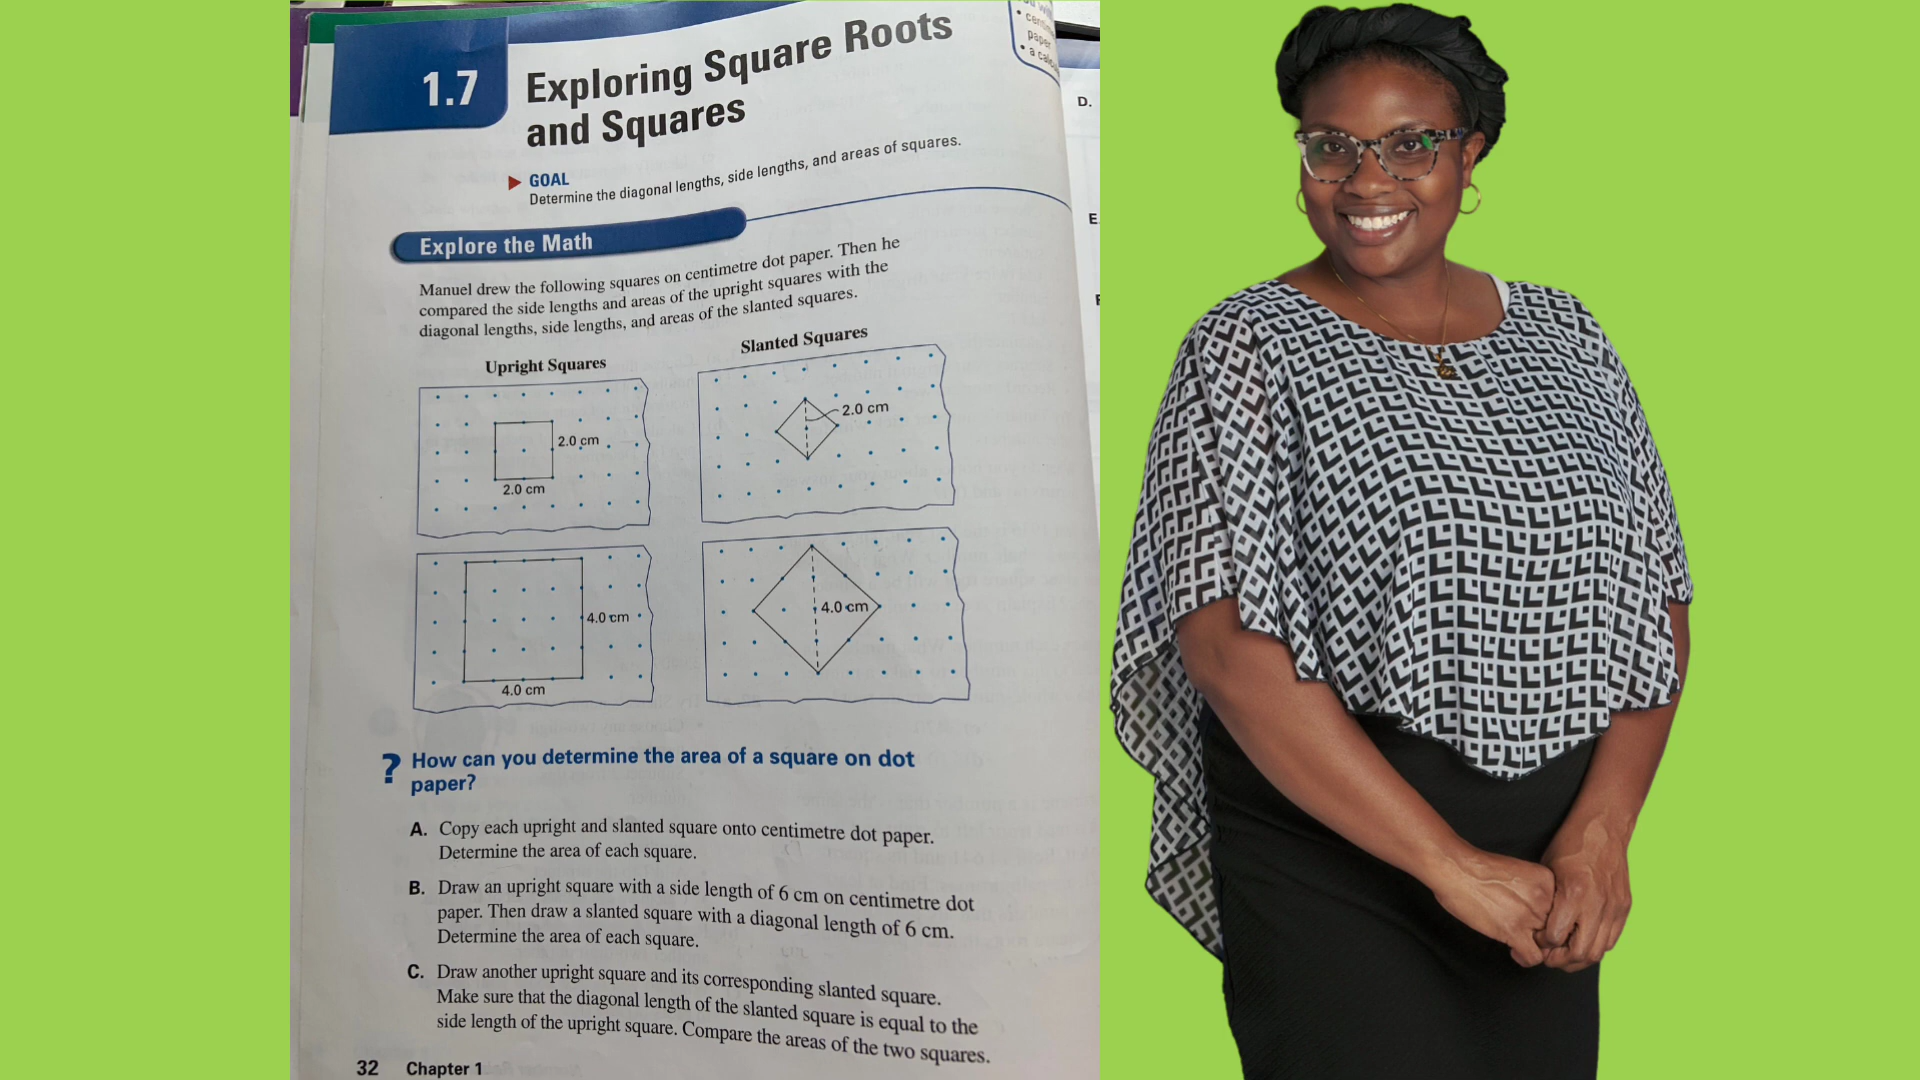 1.7
Exploring Square Roots
and Squares
GOAL
Determine the diagonal lengths, side lengths, and areas of squares.
Explore the Math
Manuel drew the following squares on centimetre dot paper. Then he
compared the side lengths and areas of the upright squares with the
diagonal lengths, side lengths, and areas of the slanted squares.
Upright Squares
Slanted Squares
2.0 cm
2.0 cm
2.0 cm
4.0 cm
4.0 cm
4.0 cm
? How can you determine the area of a square on dot
paper?
A. Copy each upright and slanted square onto centimetre dot paper.
Determine the area of each square.
B. Draw an upright square with a side length of 6 cm on centimetre dot
paper. Then draw a slanted square with a diagonal length of 6 cm.
Determine the area of each square.
C. Draw another upright square and its corresponding slanted square.
Make sure that the diagonal length of the slanted square is equal to the
side length of the upright square. Compare the areas of the two squares.
32 Chapter 1
paper
• a
D.
E